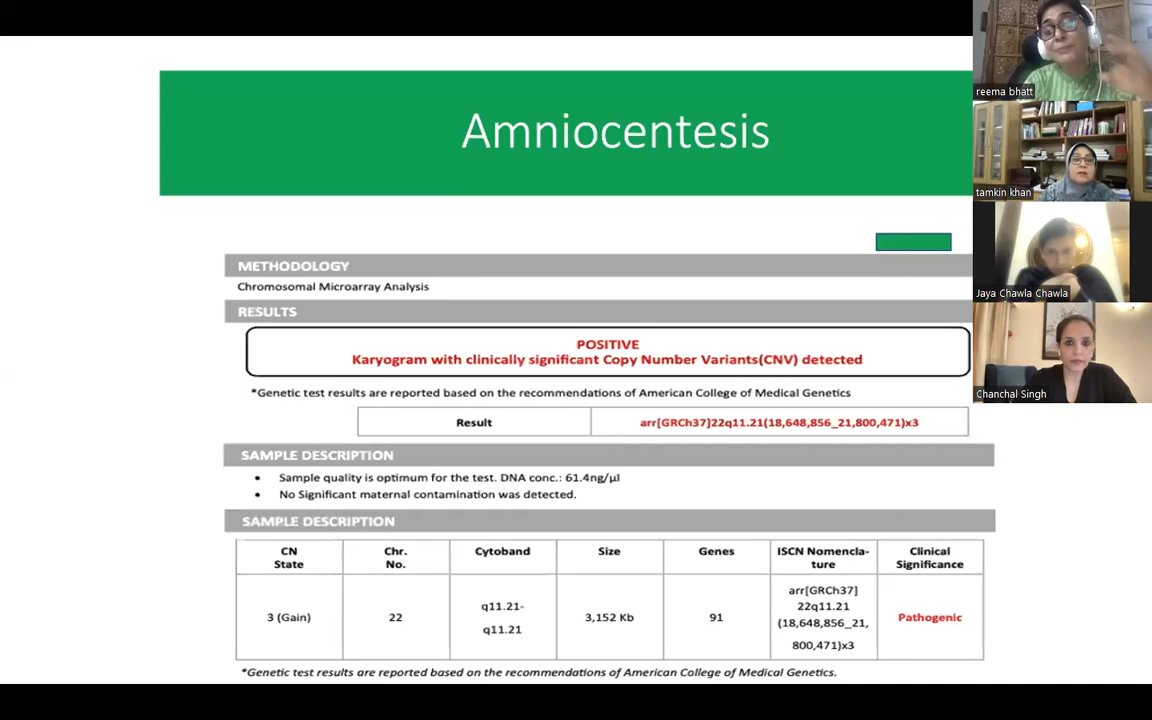 Amniocentesis
METHODOLOGY
Chromosomal Microarray Analysis
RESULTS
POSITIVE
Karyogram with clinically significant Copy Number Variants(CNV) detected
*Genetic test results are reported based on the recommendations of American College of Medical Genetics
Result arr[GRCh37]22q11.21(18,648,856_21,800,471)x3
SAMPLE DESCRIPTION
• Sample quality is optimum for the test. DNA conc.: 61.4ng/µl
• No Significant maternal contamination was detected.
SAMPLE DESCRIPTION
CN State Chr. No. Cytoband Size Genes ISCN Nomencla-ture Clinical Significance
3 (Gain) 22 q11.21-q11.21 3,152 Kb 91 arr[GRCh37] 22q11.21 (18,648,856_21, 800,471)x3 Pathogenic
*Genetic test results are reported based on the recommendations of American College of Medical Genetics.
reema bhatt
tamkin khan
Jaya Chawla Chawla
Chanchal Singh